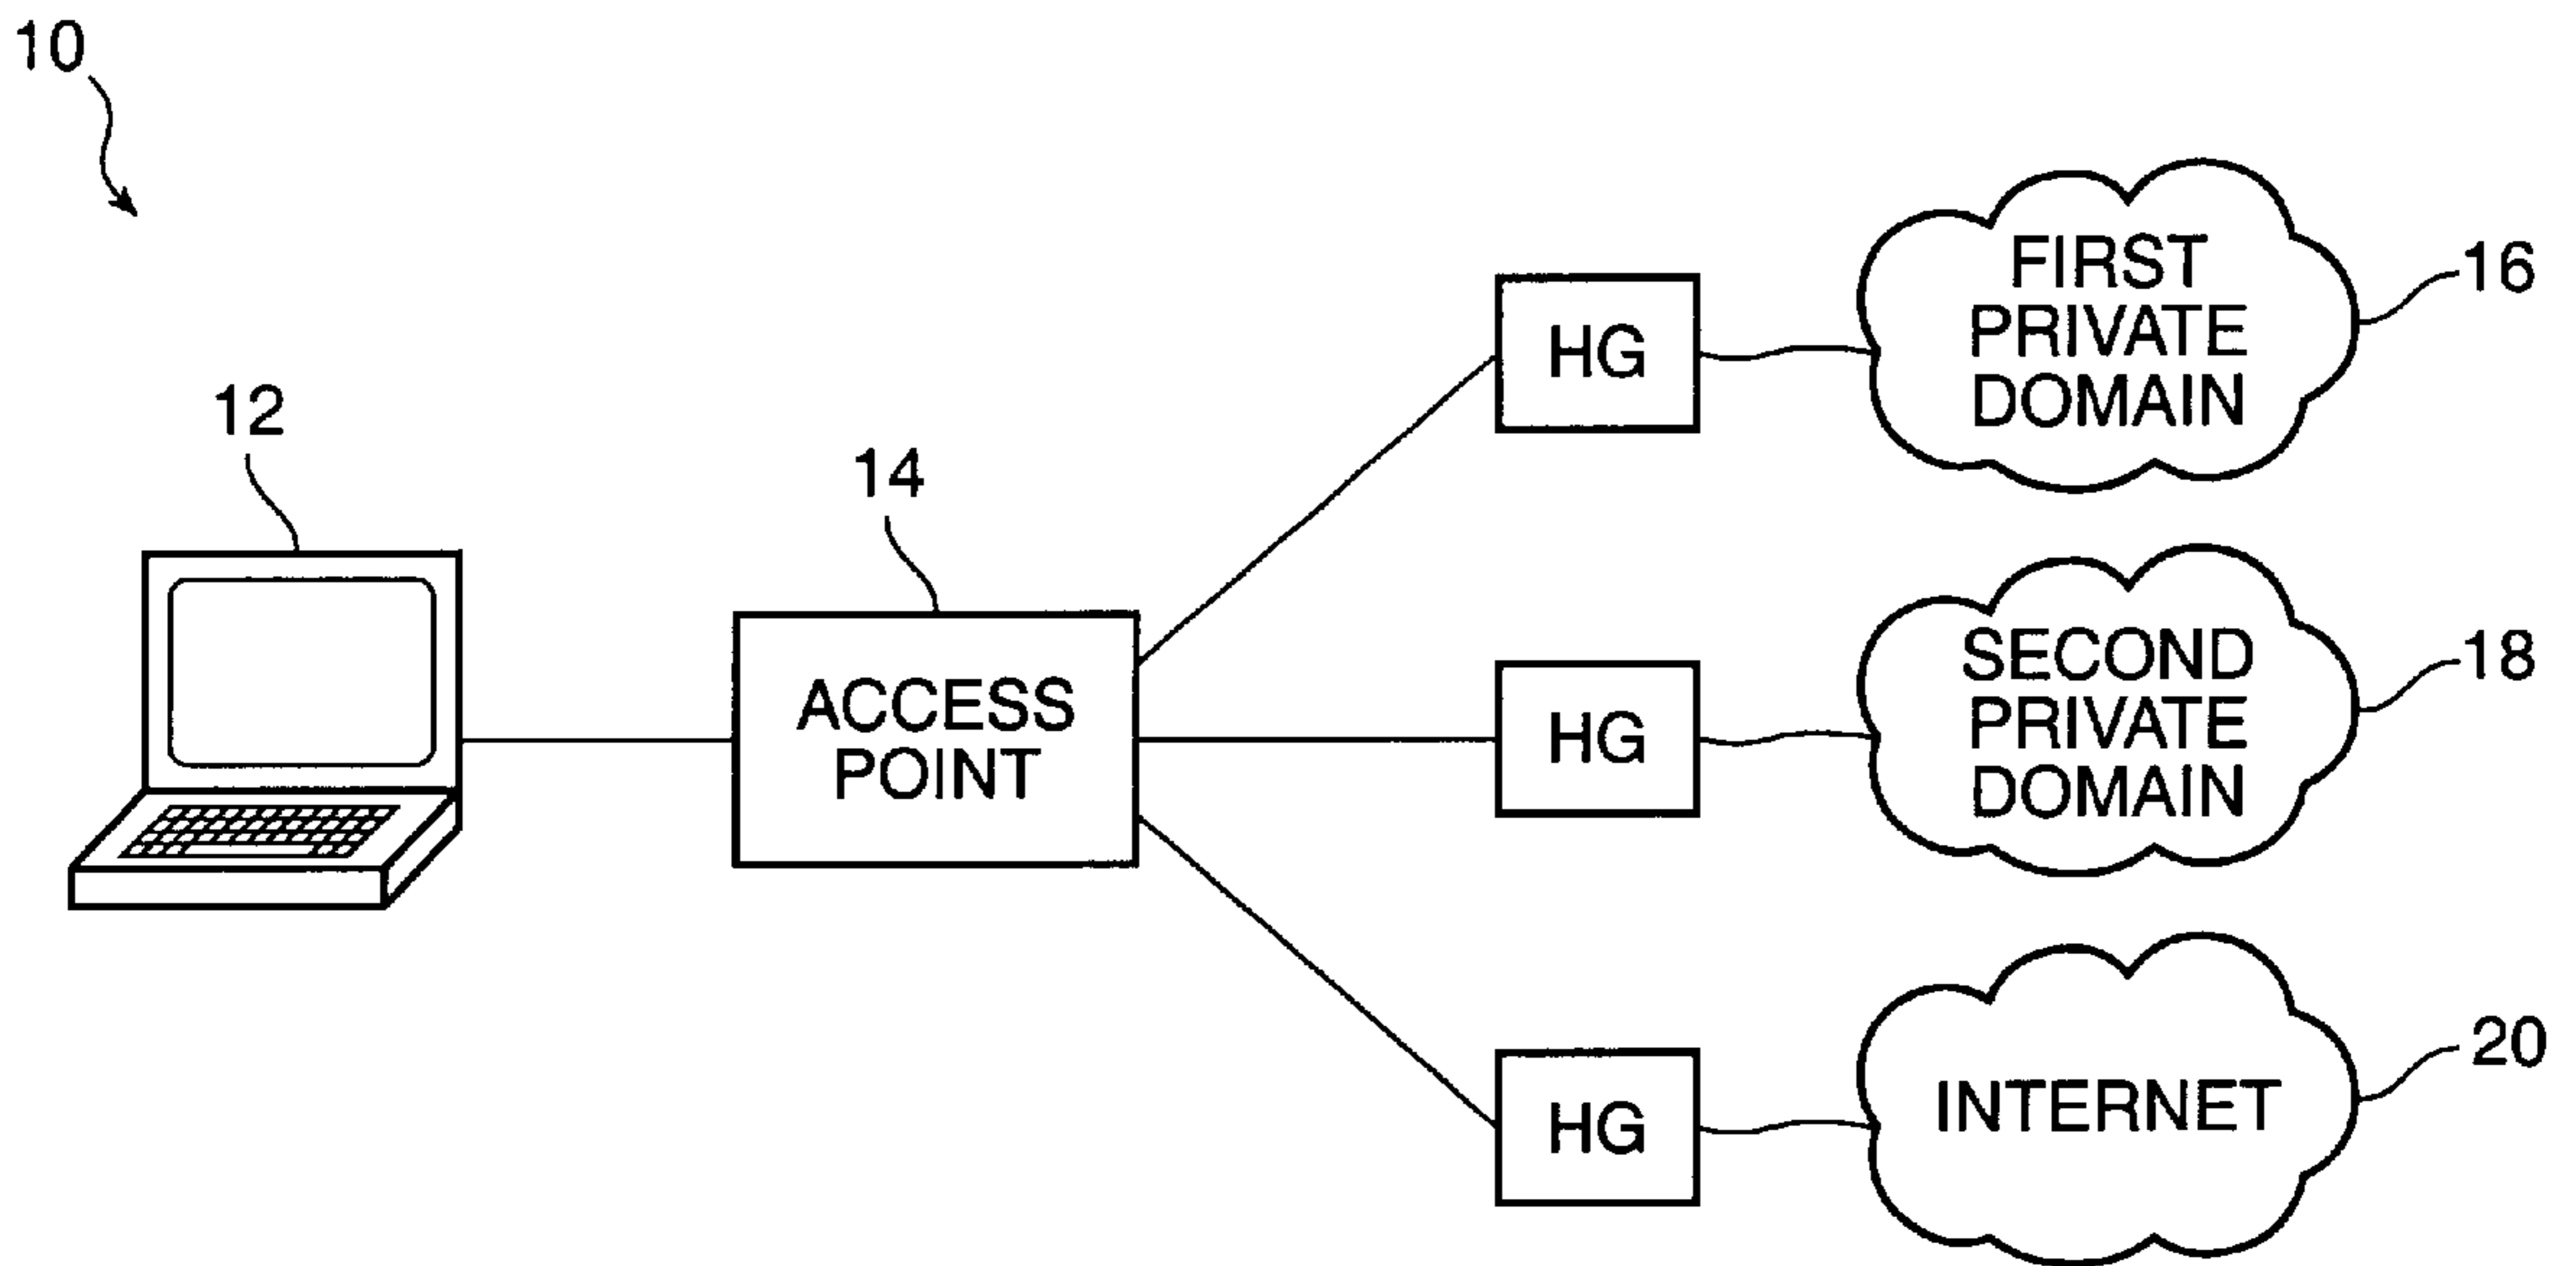 10
12
14
ACCESS
POINT
HG
FIRST
PRIVATE
DOMAIN
16
HG
SECOND
PRIVATE
DOMAIN
18
HG
INTERNET
20